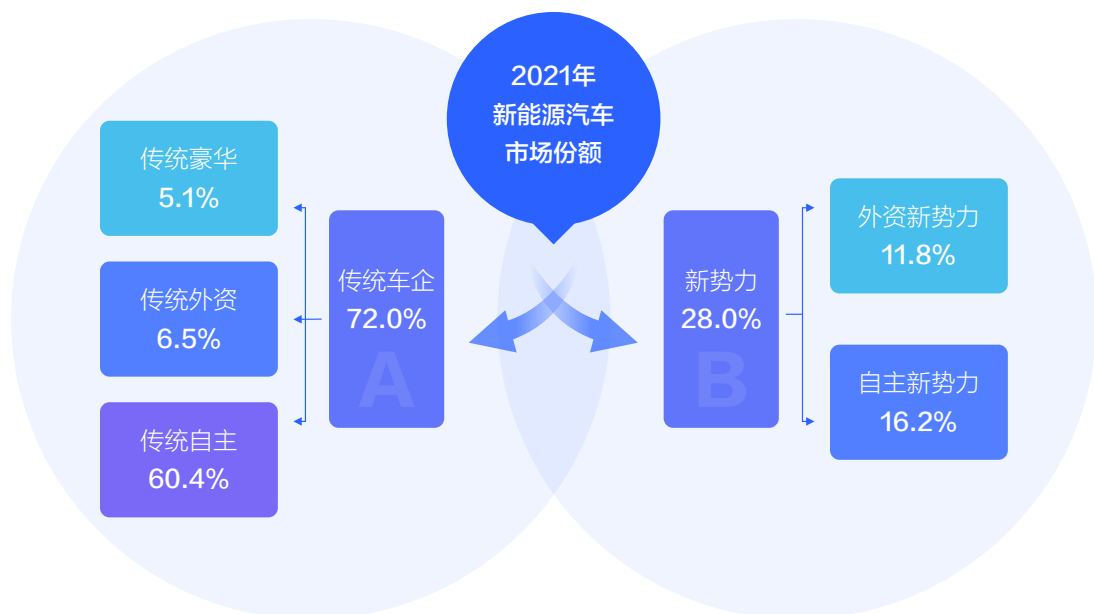 2021年
新能源汽车
市场份额
传统豪华
5.1%
传统外资
6.5%
传统自主
60.4%
传统车企
72.0%
A
新势力
28.0%
B
外资新势力
11.8%
自主新势力
16.2%